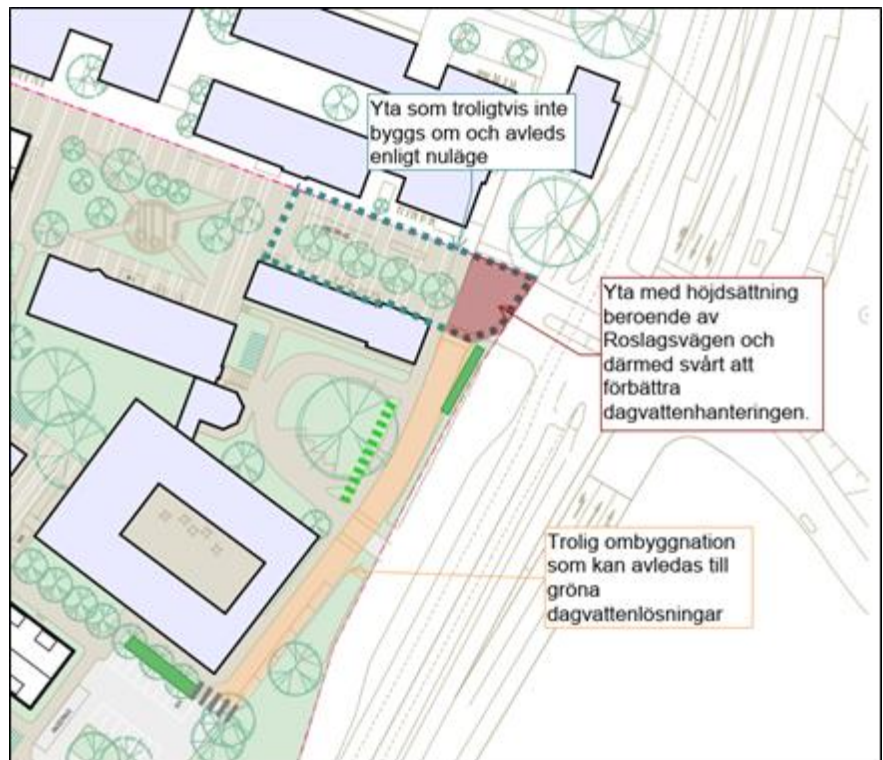 Yta som troligtvis inte
byggs om och avleds
enligt nuläge
Yta med höjdsättning
beroende av
Roslagsvägen och
därmed svårt att
förbättra
dagvattenhanteringen.
Trolig ombyggnation
som kan avledas till
gröna
dagvattenlösningar